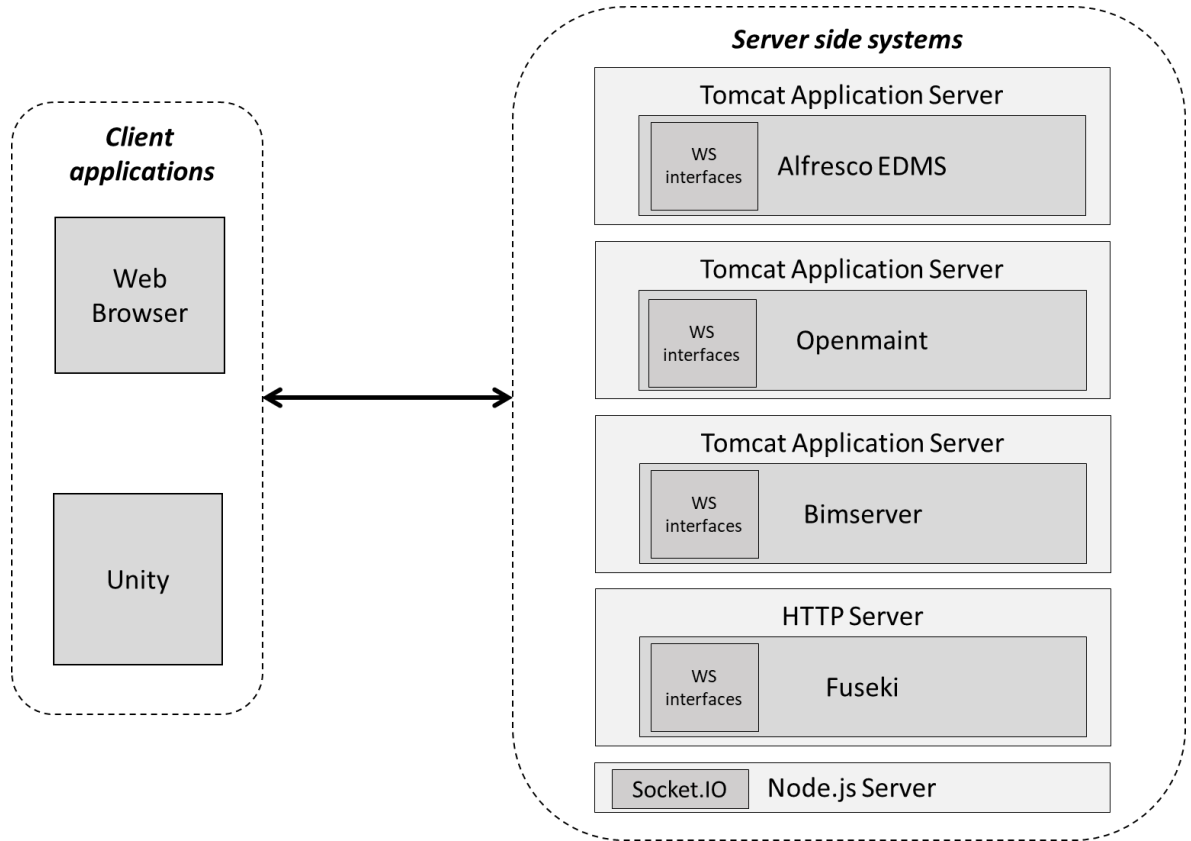 Client
applications
Web
Browser
Unity
Server side systems
Tomcat Application Server
WS
interfaces
Alfresco EDMS
Tomcat Application Server
WS
interfaces
Openmaint
Tomcat Application Server
WS
interfaces
Bimserver
HTTP Server
WS
interfaces
Fuseki
Socket.IO
Node.js Server